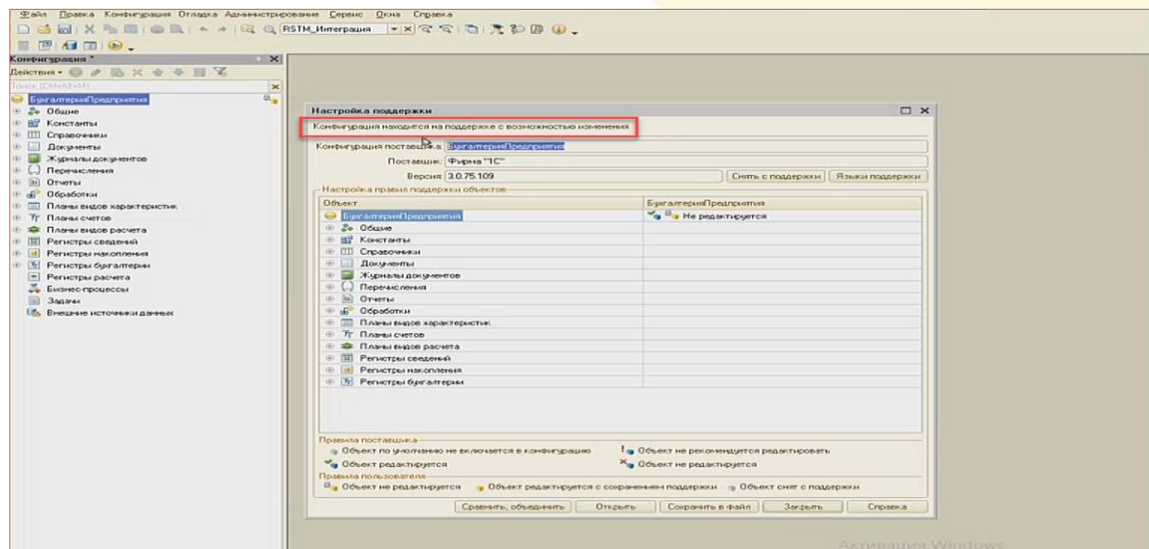 Файл Правка Конфигурация Отладка Администрирование Сервис Окна Справка
RSTM_Интеграция
Конфигурация *
Действия
Поиск (Ctrl+Alt+M)
БухгалтерияПредприятия
Общие
Константы
Справочники
Документы
Журналы документов
Перечисления
Отчеты
Обработки
Планы видов характеристик
Планы счетов
Планы видов расчета
Регистры сведений
Регистры накопления
Регистры бухгалтерии
Регистры расчета
Бизнес-процессы
Задачи
Внешние источники данных
Настройка поддержки
Конфигурация находится на поддержке с возможностью изменения
Конфигурация поставщика: БухгалтерияПредприятия
Поставщик: Фирма "1С"
Версия: 3.0.75.109 Снять с поддержки Языки поддержки
Настройка правил поддержки объектов
Объект БухгалтерияПредприятия
БухгалтерияПредприятия Не редактируется
Общие
Константы
Справочники
Документы
Журналы документов
Перечисления
Отчеты
Обработки
Планы видов характеристик
Планы счетов
Планы видов расчета
Регистры сведений
Регистры накопления
Регистры бухгалтерии
Правила поставщика
Объект по умолчанию не включается в конфигурацию Объект не рекомендуется редактировать
Объект редактируется Объект не редактируется
Правила пользователя
Объект не редактируется Объект редактируется с сохранением поддержки Объект снят с поддержки
Сравнить, объединить Открыть Сохранить в файл Закрыть Справка
Активация Windows